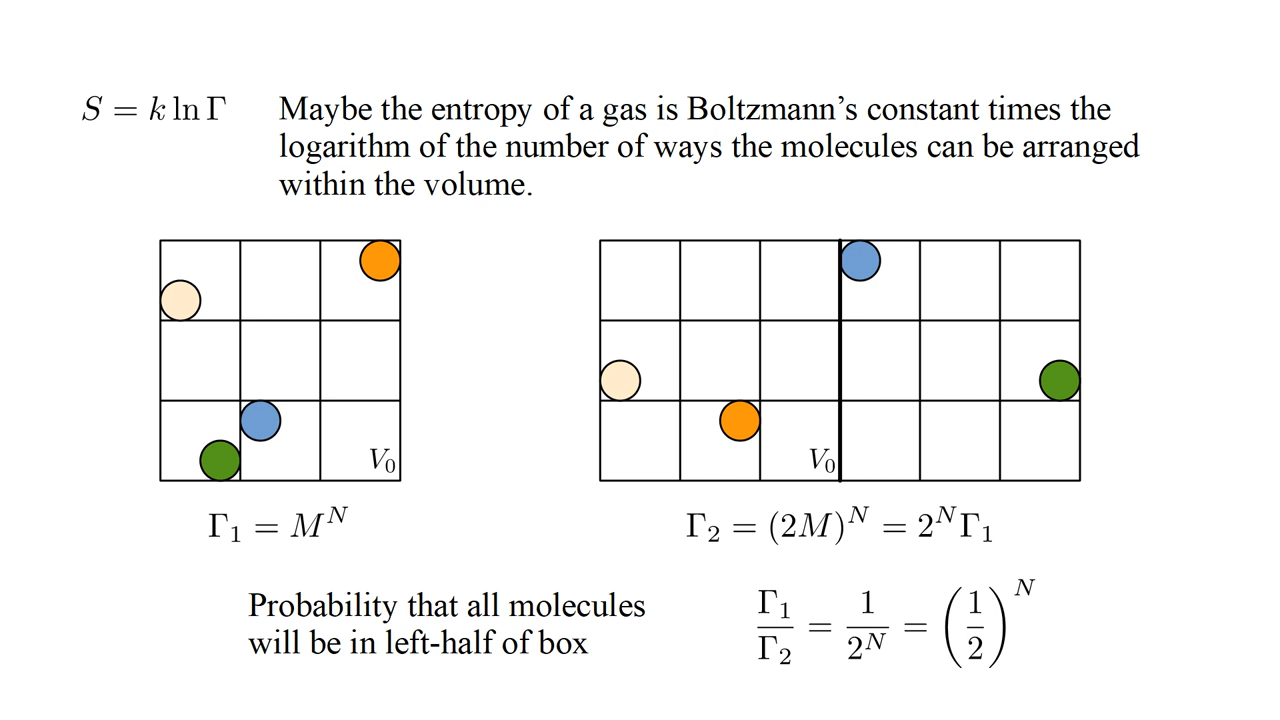 S = k ln Γ
Maybe the entropy of a gas is Boltzmann’s constant times the
logarithm of the number of ways the molecules can be arranged
within the volume.
V₀
V₀
Γ₁ = M^N
Γ₂ = (2M)^N = 2^N Γ₁
Probability that all molecules
will be in left-half of box
Γ₁/Γ₂ = 1/2^N = (1/2)^N